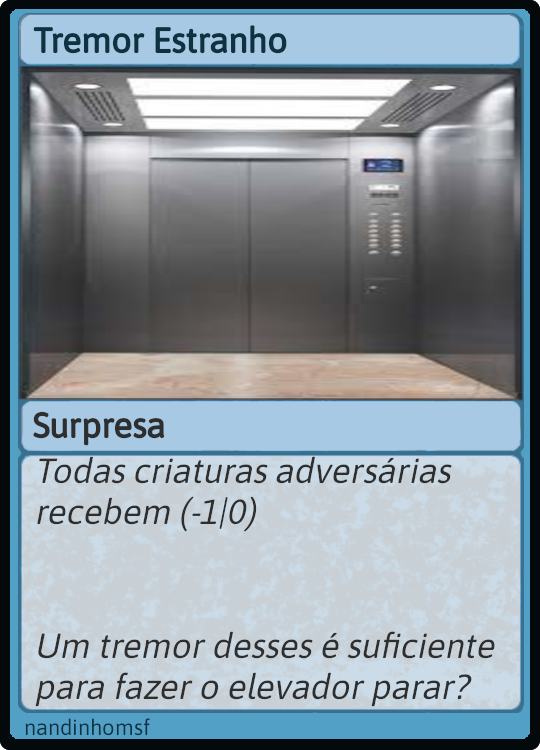 Tremor Estranho
Surpresa
Todas criaturas adversárias
recebem (-1|0)
Um tremor desses é suficiente
para fazer o elevador parar?
nandinhomsf